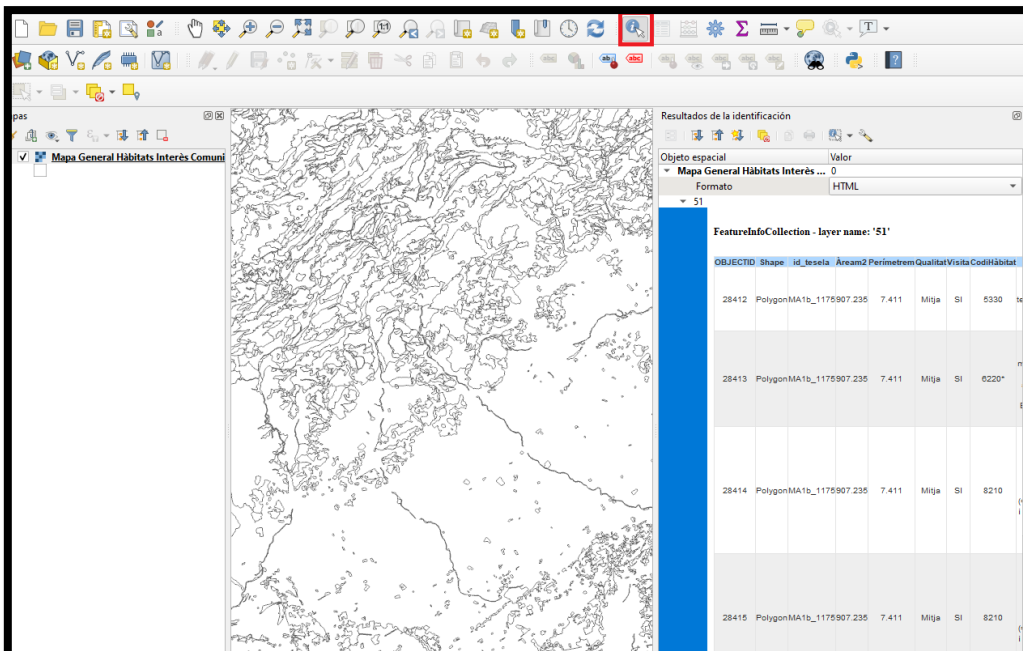 pas
Resultados de la identificación
Mapa General Hàbitats Interès Comuni
Objeto espacial Valor
Mapa General Hàbitats Interès ... 0
Formato HTML
51
FeatureInfoCollection - layer name: '51'
OBJECTID Shape id_tesela Àream2 Perímetrem Qualitat Visita CodiHàbitat
28412 Polygon MA1b_1175 907.235 7.411 Mitja SI 5330 te
28413 Polygon MA1b_1175 907.235 7.411 Mitja SI 6220*
28414 Polygon MA1b_1175 907.235 7.411 Mitja SI 8210
28415 Polygon MA1b_1175 907.235 7.411 Mitja SI 8210